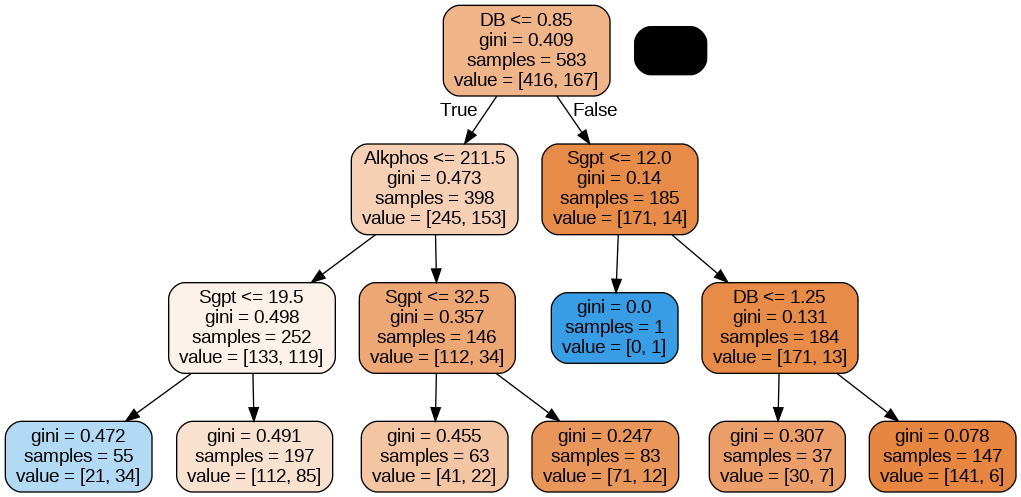 DB <= 0.85
gini = 0.409
samples = 583
value = [416, 167]
True
False
Alkphos <= 211.5
gini = 0.473
samples = 398
value = [245, 153]
Sgpt <= 12.0
gini = 0.14
samples = 185
value = [171, 14]
Sgpt <= 19.5
gini = 0.498
samples = 252
value = [133, 119]
Sgpt <= 32.5
gini = 0.357
samples = 146
value = [112, 34]
gini = 0.0
samples = 1
value = [0, 1]
DB <= 1.25
gini = 0.131
samples = 184
value = [171, 13]
gini = 0.472
samples = 55
value = [21, 34]
gini = 0.491
samples = 197
value = [112, 85]
gini = 0.455
samples = 63
value = [41, 22]
gini = 0.247
samples = 83
value = [71, 12]
gini = 0.307
samples = 37
value = [30, 7]
gini = 0.078
samples = 147
value = [141, 6]